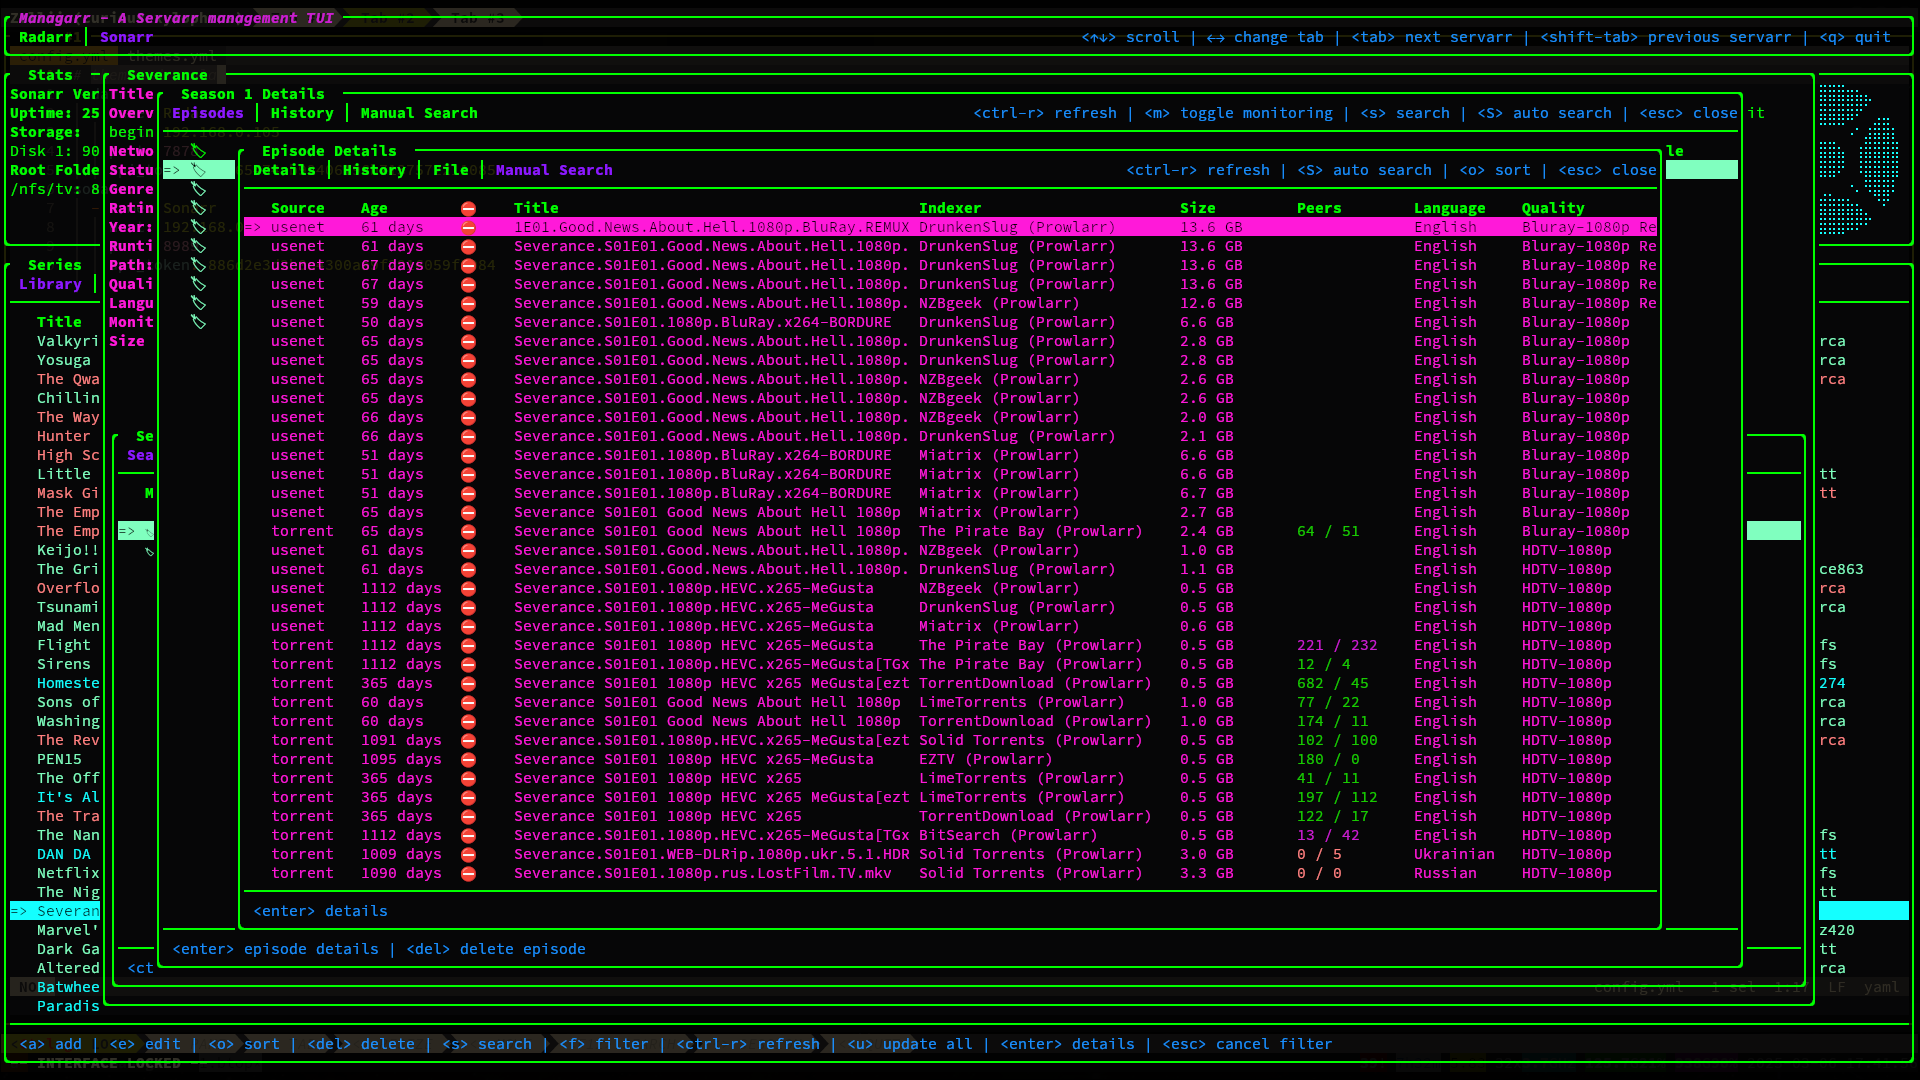 Managarr - A Servarr management TUI
Radarr | Sonarr <↑↓> scroll | ↔ change tab | <tab> next servarr | <shift-tab> previous servarr | <q> quit
Stats Severance
Sonarr Ver Title Season 1 Details
Uptime: 25 Overv Episodes | History | Manual Search <ctrl-r> refresh | <m> toggle monitoring | <s> search | <S> auto search | <esc> close it
Storage: begin
Disk 1: 90 Netwo Episode Details le
Root Folde Statu => Details | History | File | Manual Search <ctrl-r> refresh | <S> auto search | <o> sort | <esc> close
/nfs/tv: 8 Genre
Ratin Source Age ⛔ Title Indexer Size Peers Language Quality
Year: => usenet 61 days ⛔ 1E01.Good.News.About.Hell.1080p.BluRay.REMUX DrunkenSlug (Prowlarr) 13.6 GB English Bluray-1080p Re
Runti usenet 61 days ⛔ Severance.S01E01.Good.News.About.Hell.1080p. DrunkenSlug (Prowlarr) 13.6 GB English Bluray-1080p Re
Series Path: usenet 67 days ⛔ Severance.S01E01.Good.News.About.Hell.1080p. DrunkenSlug (Prowlarr) 13.6 GB English Bluray-1080p Re
Library | Quali usenet 67 days ⛔ Severance.S01E01.Good.News.About.Hell.1080p. DrunkenSlug (Prowlarr) 13.6 GB English Bluray-1080p Re
Langu usenet 59 days ⛔ Severance.S01E01.Good.News.About.Hell.1080p. NZBgeek (Prowlarr) 12.6 GB English Bluray-1080p Re
Title Monit usenet 50 days ⛔ Severance.S01E01.1080p.BluRay.x264-BORDURE DrunkenSlug (Prowlarr) 6.6 GB English Bluray-1080p
Valkyri Size usenet 65 days ⛔ Severance.S01E01.Good.News.About.Hell.1080p. DrunkenSlug (Prowlarr) 2.8 GB English Bluray-1080p rca
Yosuga usenet 65 days ⛔ Severance.S01E01.Good.News.About.Hell.1080p. DrunkenSlug (Prowlarr) 2.8 GB English Bluray-1080p rca
The Qwa usenet 65 days ⛔ Severance.S01E01.Good.News.About.Hell.1080p. NZBgeek (Prowlarr) 2.6 GB English Bluray-1080p rca
Chillin usenet 65 days ⛔ Severance.S01E01.Good.News.About.Hell.1080p. NZBgeek (Prowlarr) 2.6 GB English Bluray-1080p
The Way usenet 66 days ⛔ Severance.S01E01.Good.News.About.Hell.1080p. NZBgeek (Prowlarr) 2.0 GB English Bluray-1080p
Hunter Se usenet 66 days ⛔ Severance.S01E01.Good.News.About.Hell.1080p. DrunkenSlug (Prowlarr) 2.1 GB English Bluray-1080p
High Sc Sea usenet 51 days ⛔ Severance.S01E01.1080p.BluRay.x264-BORDURE Miatrix (Prowlarr) 6.6 GB English Bluray-1080p
Little usenet 51 days ⛔ Severance.S01E01.1080p.BluRay.x264-BORDURE Miatrix (Prowlarr) 6.6 GB English Bluray-1080p tt
Mask Gi M usenet 51 days ⛔ Severance.S01E01.1080p.BluRay.x264-BORDURE Miatrix (Prowlarr) 6.7 GB English Bluray-1080p tt
The Emp usenet 65 days ⛔ Severance S01E01 Good News About Hell 1080p Miatrix (Prowlarr) 2.7 GB English Bluray-1080p
The Emp => torrent 65 days ⛔ Severance S01E01 Good News About Hell 1080p The Pirate Bay (Prowlarr) 2.4 GB 64 / 51 English Bluray-1080p
Keijo!! usenet 61 days ⛔ Severance.S01E01.Good.News.About.Hell.1080p. NZBgeek (Prowlarr) 1.0 GB English HDTV-1080p
The Gri usenet 61 days ⛔ Severance.S01E01.Good.News.About.Hell.1080p. DrunkenSlug (Prowlarr) 1.1 GB English HDTV-1080p ce863
Overflo usenet 1112 days ⛔ Severance.S01E01.1080p.HEVC.x265-MeGusta NZBgeek (Prowlarr) 0.5 GB English HDTV-1080p rca
Tsunami usenet 1112 days ⛔ Severance.S01E01.1080p.HEVC.x265-MeGusta DrunkenSlug (Prowlarr) 0.5 GB English HDTV-1080p rca
Mad Men usenet 1112 days ⛔ Severance.S01E01.1080p.HEVC.x265-MeGusta Miatrix (Prowlarr) 0.6 GB English HDTV-1080p
Flight torrent 1112 days ⛔ Severance S01E01 1080p HEVC x265-MeGusta The Pirate Bay (Prowlarr) 0.5 GB 221 / 232 English HDTV-1080p fs
Sirens torrent 1112 days ⛔ Severance.S01E01.1080p.HEVC.x265-MeGusta[TGx The Pirate Bay (Prowlarr) 0.5 GB 12 / 4 English HDTV-1080p fs
Homeste torrent 365 days ⛔ Severance S01E01 1080p HEVC x265 MeGusta[ezt TorrentDownload (Prowlarr) 0.5 GB 682 / 45 English HDTV-1080p 274
Sons of torrent 60 days ⛔ Severance S01E01 Good News About Hell 1080p LimeTorrents (Prowlarr) 1.0 GB 77 / 22 English HDTV-1080p rca
Washing torrent 60 days ⛔ Severance S01E01 Good News About Hell 1080p TorrentDownload (Prowlarr) 1.0 GB 174 / 11 English HDTV-1080p rca
The Rev torrent 1091 days ⛔ Severance.S01E01.1080p.HEVC.x265-MeGusta[ezt Solid Torrents (Prowlarr) 0.5 GB 102 / 100 English HDTV-1080p rca
PEN15 torrent 1095 days ⛔ Severance S01E01 1080p HEVC x265-MeGusta EZTV (Prowlarr) 0.5 GB 180 / 0 English HDTV-1080p
The Off torrent 365 days ⛔ Severance S01E01 1080p HEVC x265 LimeTorrents (Prowlarr) 0.5 GB 41 / 11 English HDTV-1080p
It's Al torrent 365 days ⛔ Severance S01E01 1080p HEVC x265 MeGusta[ezt LimeTorrents (Prowlarr) 0.5 GB 197 / 112 English HDTV-1080p
The Tra torrent 365 days ⛔ Severance S01E01 1080p HEVC x265 TorrentDownload (Prowlarr) 0.5 GB 122 / 17 English HDTV-1080p
The Nan torrent 1112 days ⛔ Severance.S01E01.1080p.HEVC.x265-MeGusta[TGx BitSearch (Prowlarr) 0.5 GB 13 / 42 English HDTV-1080p fs
DAN DA torrent 1009 days ⛔ Severance.S01E01.WEB-DLRip.1080p.ukr.5.1.HDR Solid Torrents (Prowlarr) 3.0 GB 0 / 5 Ukrainian HDTV-1080p tt
Netflix torrent 1090 days ⛔ Severance.S01E01.1080p.rus.LostFilm.TV.mkv Solid Torrents (Prowlarr) 3.3 GB 0 / 0 Russian HDTV-1080p fs
The Nig tt
=> Severan <enter> details
Marvel' z420
Dark Ga <enter> episode details | <del> delete episode tt
Altered <ct rca
Batwhee config.yml 1 sel 1:17 LF yaml
Paradis
<a> add | <e> edit | <o> sort | <del> delete | <s> search | <f> filter | <ctrl-r> refresh | <u> update all | <enter> details | <esc> cancel filter
INTERFACE LOCKED